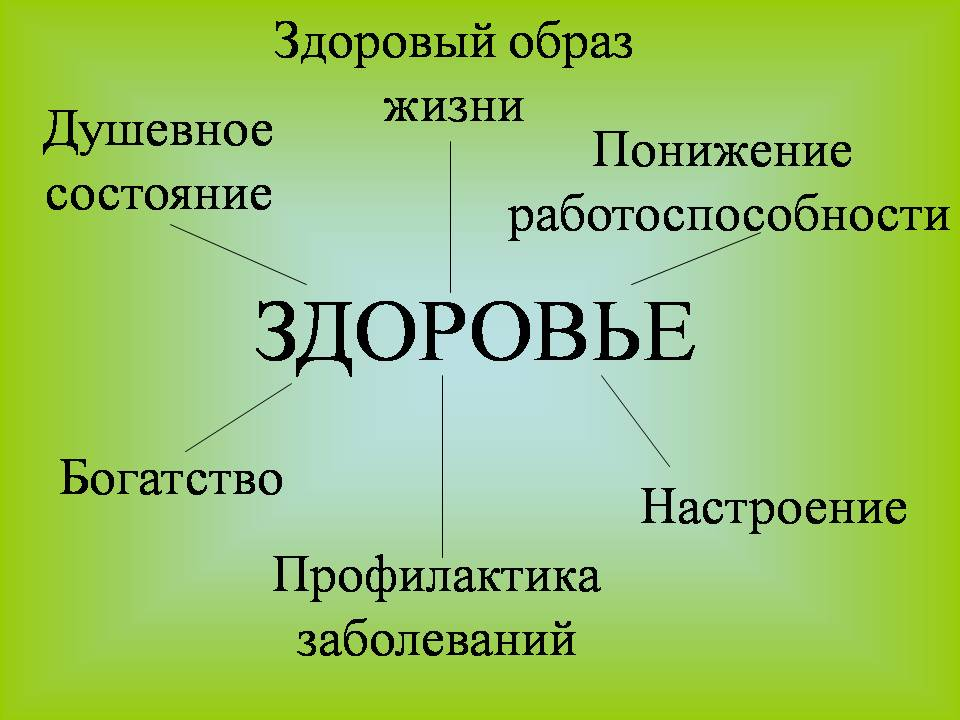 Здоровый образ
жизни
Душевное
состояние
Понижение
работоспособности
ЗДОРОВЬЕ
Богатство
Настроение
Профилактика
заболеваний